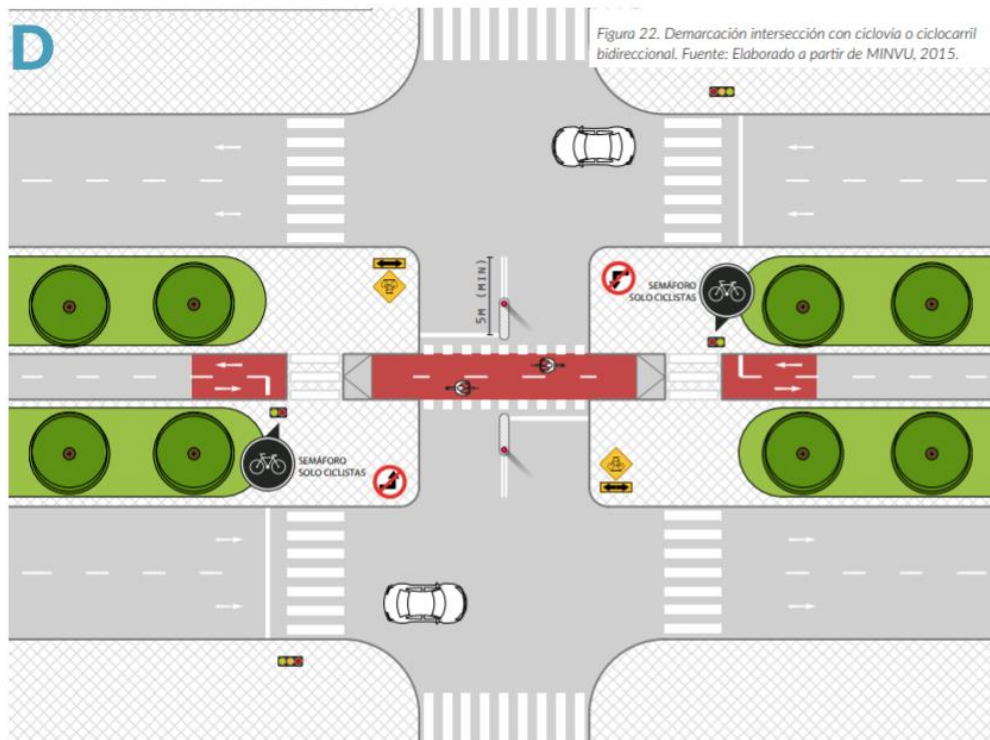 D
Figura 22. Demarcación intersección con ciclovía o ciclocarril
bidireccional. Fuente: Elaborado a partir de MINVU, 2015.
5M (MIN)
SEMÁFORO
SOLO CICLISTAS
SEMÁFORO
SOLO CICLISTAS